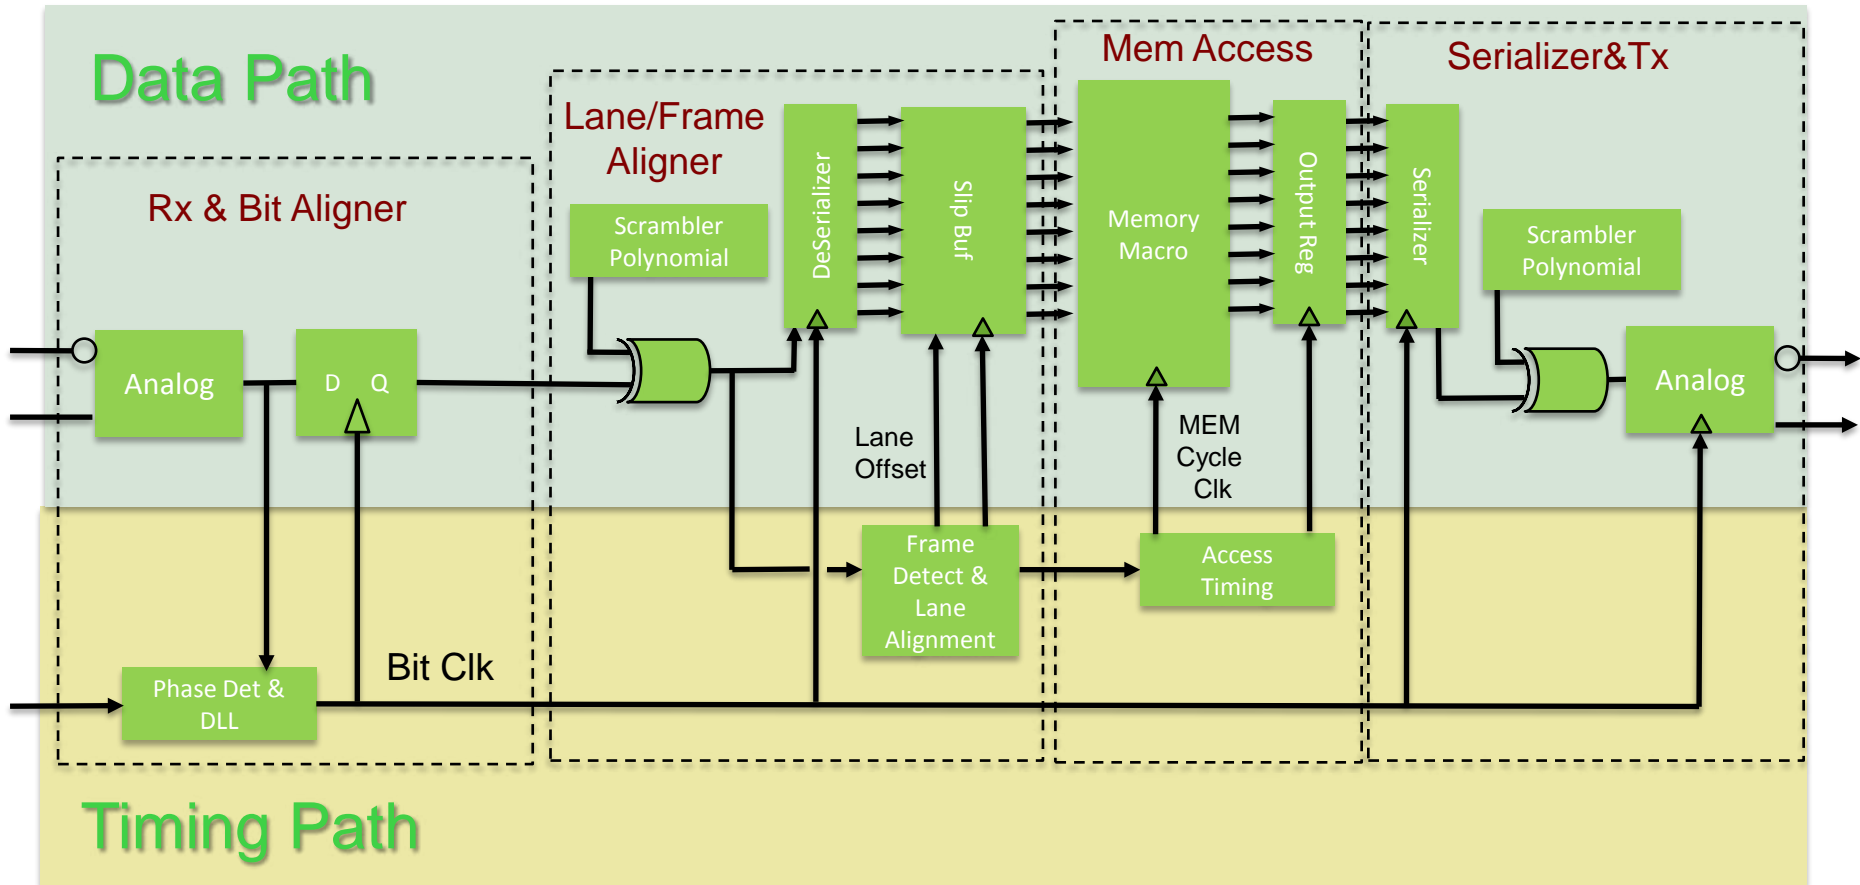 Data Path
Rx & Bit Aligner
Analog
D Q
Phase Det &
DLL
Bit Clk
Lane/Frame
Aligner
Scrambler
Polynomial
DeSerializer
Slip Buf
Lane
Offset
Frame
Detect &
Lane
Alignment
Mem Access
Memory
Macro
Output Reg
MEM
Cycle
Clk
Access
Timing
Serializer&Tx
Serializer
Scrambler
Polynomial
Analog
Timing Path